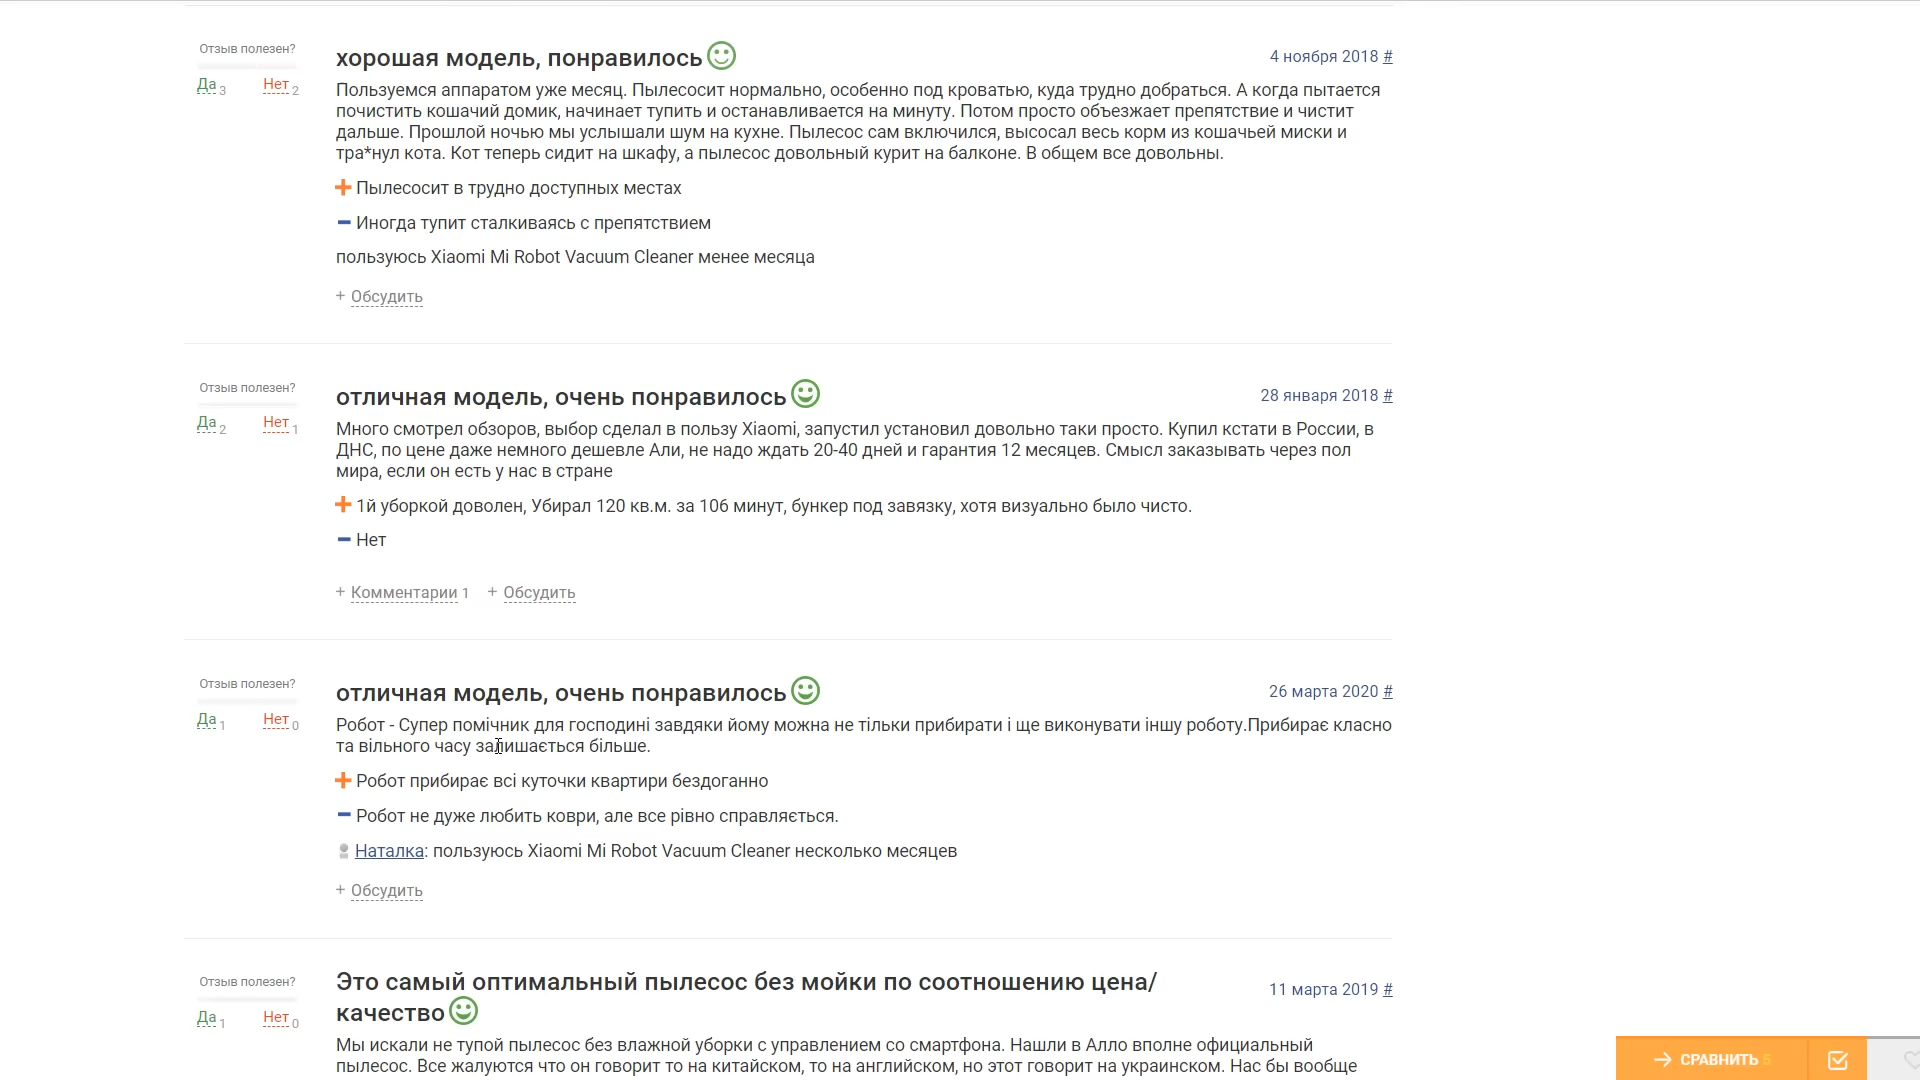 Отзыв полезен?
Да 3 Нет 2
хорошая модель, понравилось
4 ноября 2018 #
Пользуемся аппаратом уже месяц. Пылесосит нормально, особенно под кроватью, куда трудно добраться. А когда пытается
почистить кошачий домик, начинает тупить и останавливается на минуту. Потом просто объезжает препятствие и чистит
дальше. Прошлой ночью мы услышали шум на кухне. Пылесос сам включился, высосал весь корм из кошачьей миски и
тра*нул кота. Кот теперь сидит на шкафу, а пылесос довольный курит на балконе. В общем все довольны.
Пылесосит в трудно доступных местах
Иногда тупит сталкиваясь с препятствием
пользуюсь Xiaomi Mi Robot Vacuum Cleaner менее месяца
+ Обсудить
Отзыв полезен?
Да 2 Нет 1
отличная модель, очень понравилось
28 января 2018 #
Много смотрел обзоров, выбор сделал в пользу Xiaomi, запустил установил довольно таки просто. Купил кстати в России, в
ДНС, по цене даже немного дешевле Али, не надо ждать 20-40 дней и гарантия 12 месяцев. Смысл заказывать через пол
мира, если он есть у нас в стране
1й уборкой доволен, Убирал 120 кв.м. за 106 минут, бункер под завязку, хотя визуально было чисто.
Нет
+ Комментарии 1 + Обсудить
Отзыв полезен?
Да 1 Нет 0
отличная модель, очень понравилось
26 марта 2020 #
Робот - Супер помічник для господині завдяки йому можна не тільки прибирати і ще виконувати іншу роботу.Прибирає класно
та вільного часу залишається більше.
Робот прибирає всі куточки квартири бездоганно
Робот не дуже любить коври, але все рівно справляється.
Наталка: пользуюсь Xiaomi Mi Robot Vacuum Cleaner несколько месяцев
+ Обсудить
Отзыв полезен?
Да 1 Нет 0
Это самый оптимальный пылесос без мойки по соотношению цена/
качество
11 марта 2019 #
Мы искали не тупой пылесос без влажной уборки с управлением со смартфона. Нашли в Алло вполне официальный
пылесос. Все жалуются что он говорит то на китайском, то на английском, но этот говорит на украинском. Нас бы вообще
СРАВНИТЬ 5